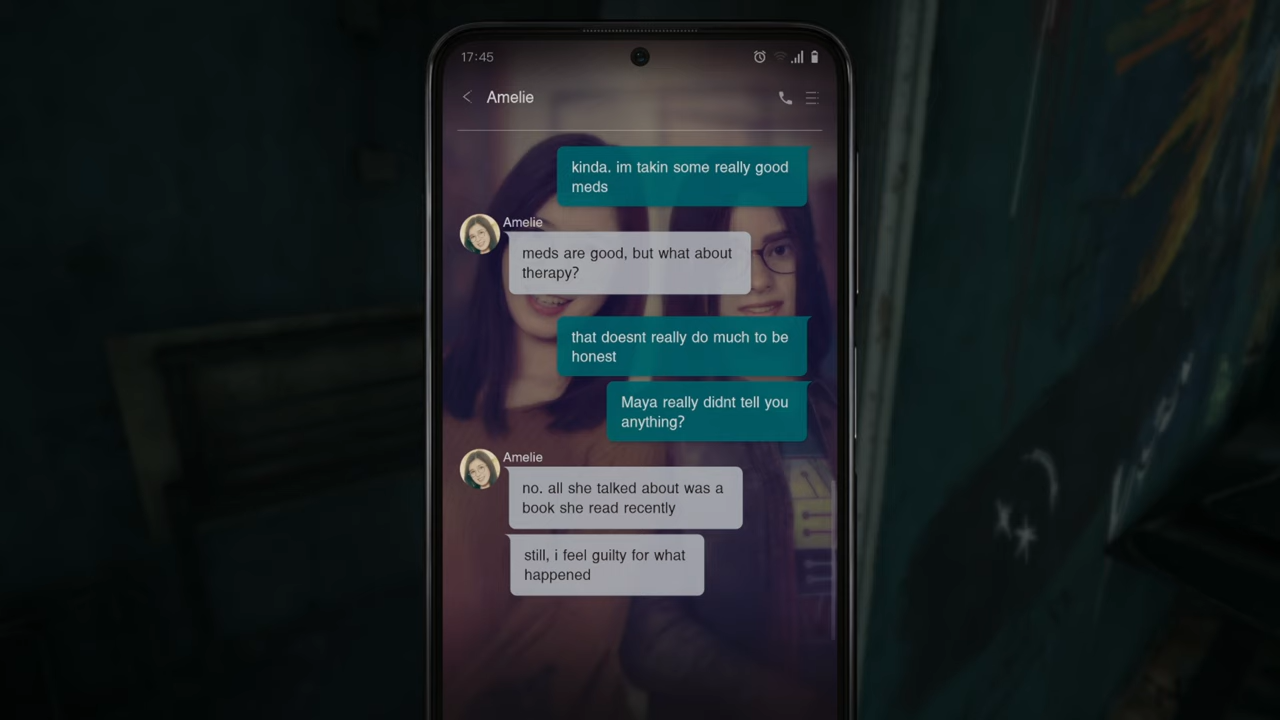 17:45
Amelie
kinda. im takin some really good
meds
Amelie
meds are good, but what about
therapy?
that doesnt really do much to be
honest
Maya really didnt tell you
anything?
Amelie
no. all she talked about was a
book she read recently
still, i feel guilty for what
happened